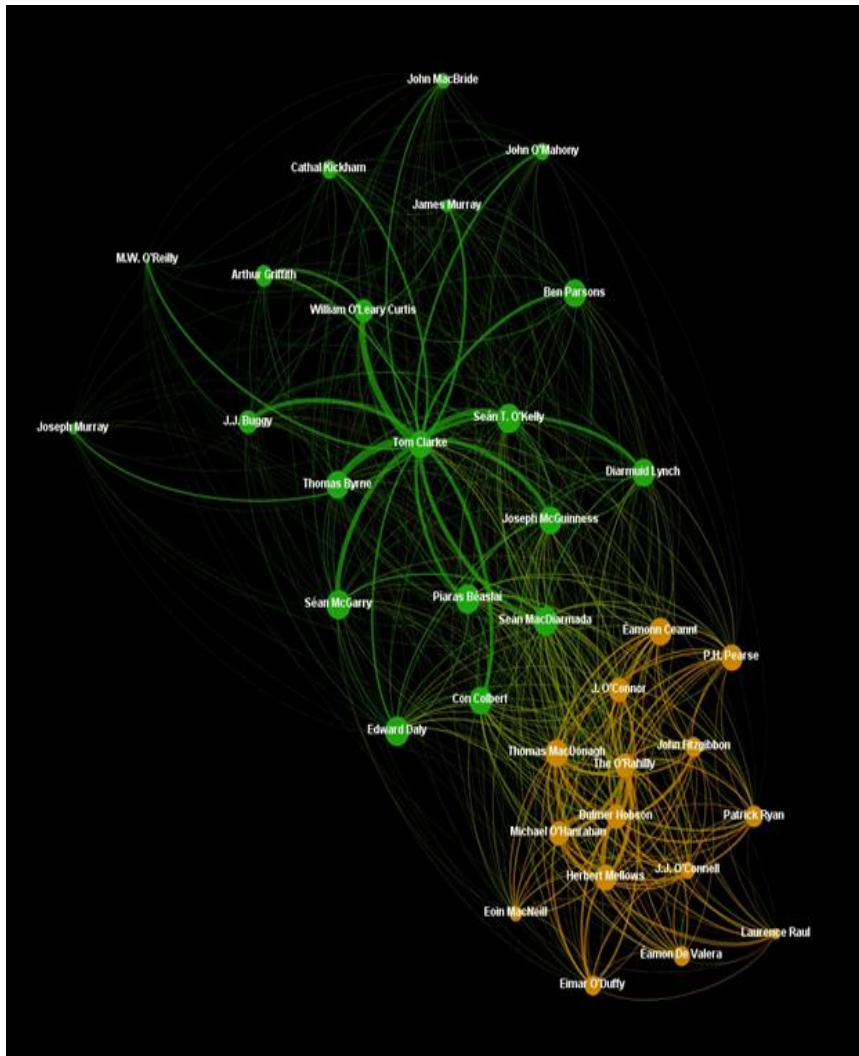 John MacBride
John O'Mahony
Cathal Kickham
James Murray
M.W. O'Reilly
Arthur Griffith
Ben Parsons
William O'Leary Curtis
Seán T. O'Kelly
J.J. Buggy
Joseph Murray
Tom Clarke
Diarmuid Lynch
Thomas Byrne
Joseph McGuinness
Piaras Béaslaí
Séan McGarry
Seán MacDiarmada
Éamonn Ceannt
P.H. Pearse
J. O'Connor
Con Colbert
Edward Daly
John Fitzgibbon
Thomas MacDonagh
The O'Rahilly
Bulmer Hobson
Patrick Ryan
Michael O'Hanrahan
J.J. O'Connell
Herbert Mellows
Eoin MacNeill
Laurence Raul
Éamon De Valera
Eimar O'Duffy